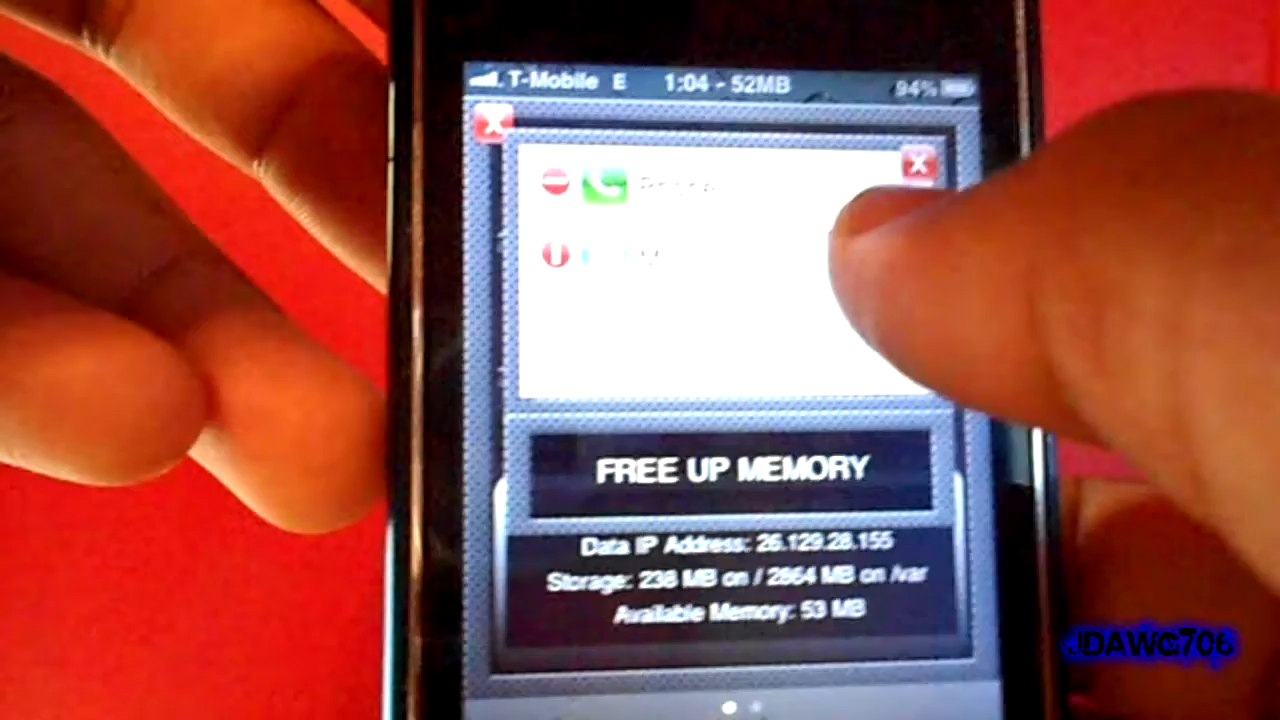 T-Mobile E 1:04 - 52MB 94%
Phone
FREE UP MEMORY
Data IP Address: 26.129.28.155
Storage: 238 MB on / 2864 MB on /var
Available Memory: 53 MB
JDAWG706